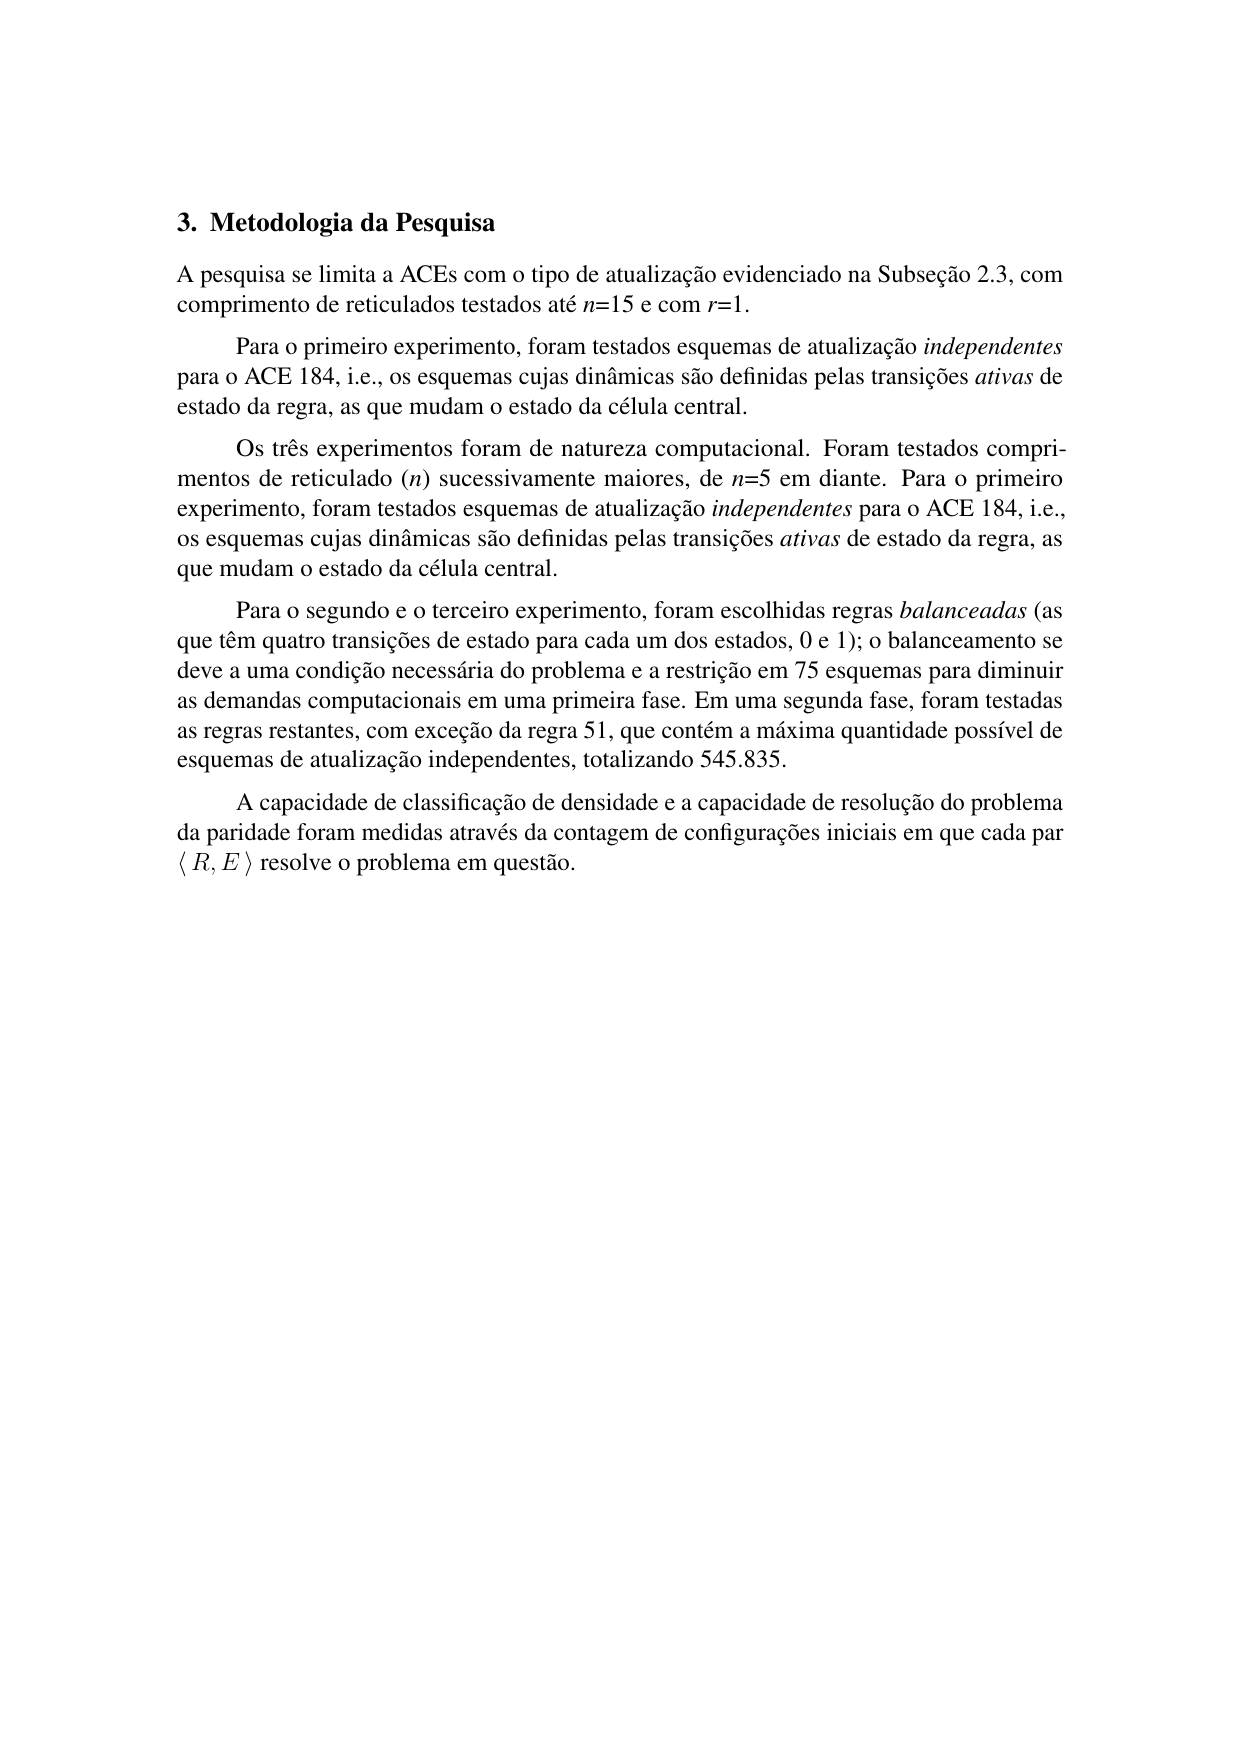 3. Metodologia da Pesquisa
A pesquisa se limita a ACEs com o tipo de atualização evidenciado na Subseção 2.3, com
comprimento de reticulados testados até n=15 e com r=1.
Para o primeiro experimento, foram testados esquemas de atualização independentes
para o ACE 184, i.e., os esquemas cujas dinâmicas são definidas pelas transições ativas de
estado da regra, as que mudam o estado da célula central.
Os três experimentos foram de natureza computacional. Foram testados compri-
mentos de reticulado (n) sucessivamente maiores, de n=5 em diante. Para o primeiro
experimento, foram testados esquemas de atualização independentes para o ACE 184, i.e.,
os esquemas cujas dinâmicas são definidas pelas transições ativas de estado da regra, as
que mudam o estado da célula central.
Para o segundo e o terceiro experimento, foram escolhidas regras balanceadas (as
que têm quatro transições de estado para cada um dos estados, 0 e 1); o balanceamento se
deve a uma condição necessária do problema e a restrição em 75 esquemas para diminuir
as demandas computacionais em uma primeira fase. Em uma segunda fase, foram testadas
as regras restantes, com exceção da regra 51, que contém a máxima quantidade possível de
esquemas de atualização independentes, totalizando 545.835.
A capacidade de classificação de densidade e a capacidade de resolução do problema
da paridade foram medidas através da contagem de configurações iniciais em que cada par
⟨ R, E ⟩ resolve o problema em questão.